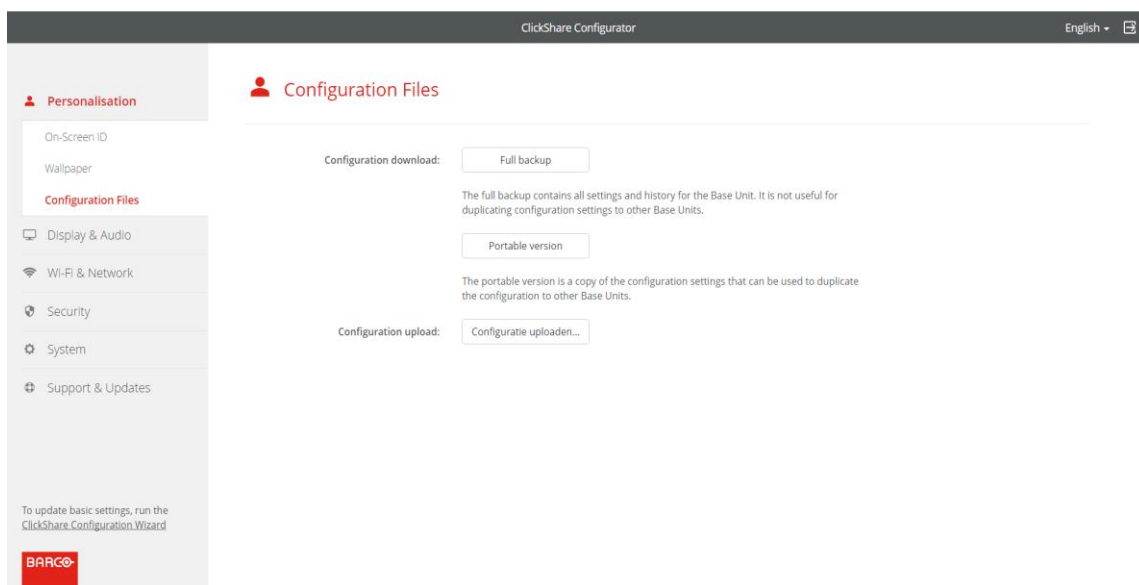 ClickShare Configurator
English
Personalisation
On-Screen ID
Wallpaper
Configuration Files
Display & Audio
Wi-Fi & Network
Security
System
Support & Updates
To update basic settings, run the
ClickShare Configuration Wizard
BARCO
Configuration Files
Configuration download:
Full backup
The full backup contains all settings and history for the Base Unit. It is not useful for
duplicating configuration settings to other Base Units.
Portable version
The portable version is a copy of the configuration settings that can be used to duplicate
the configuration to other Base Units.
Configuration upload:
Configuratie uploaden...